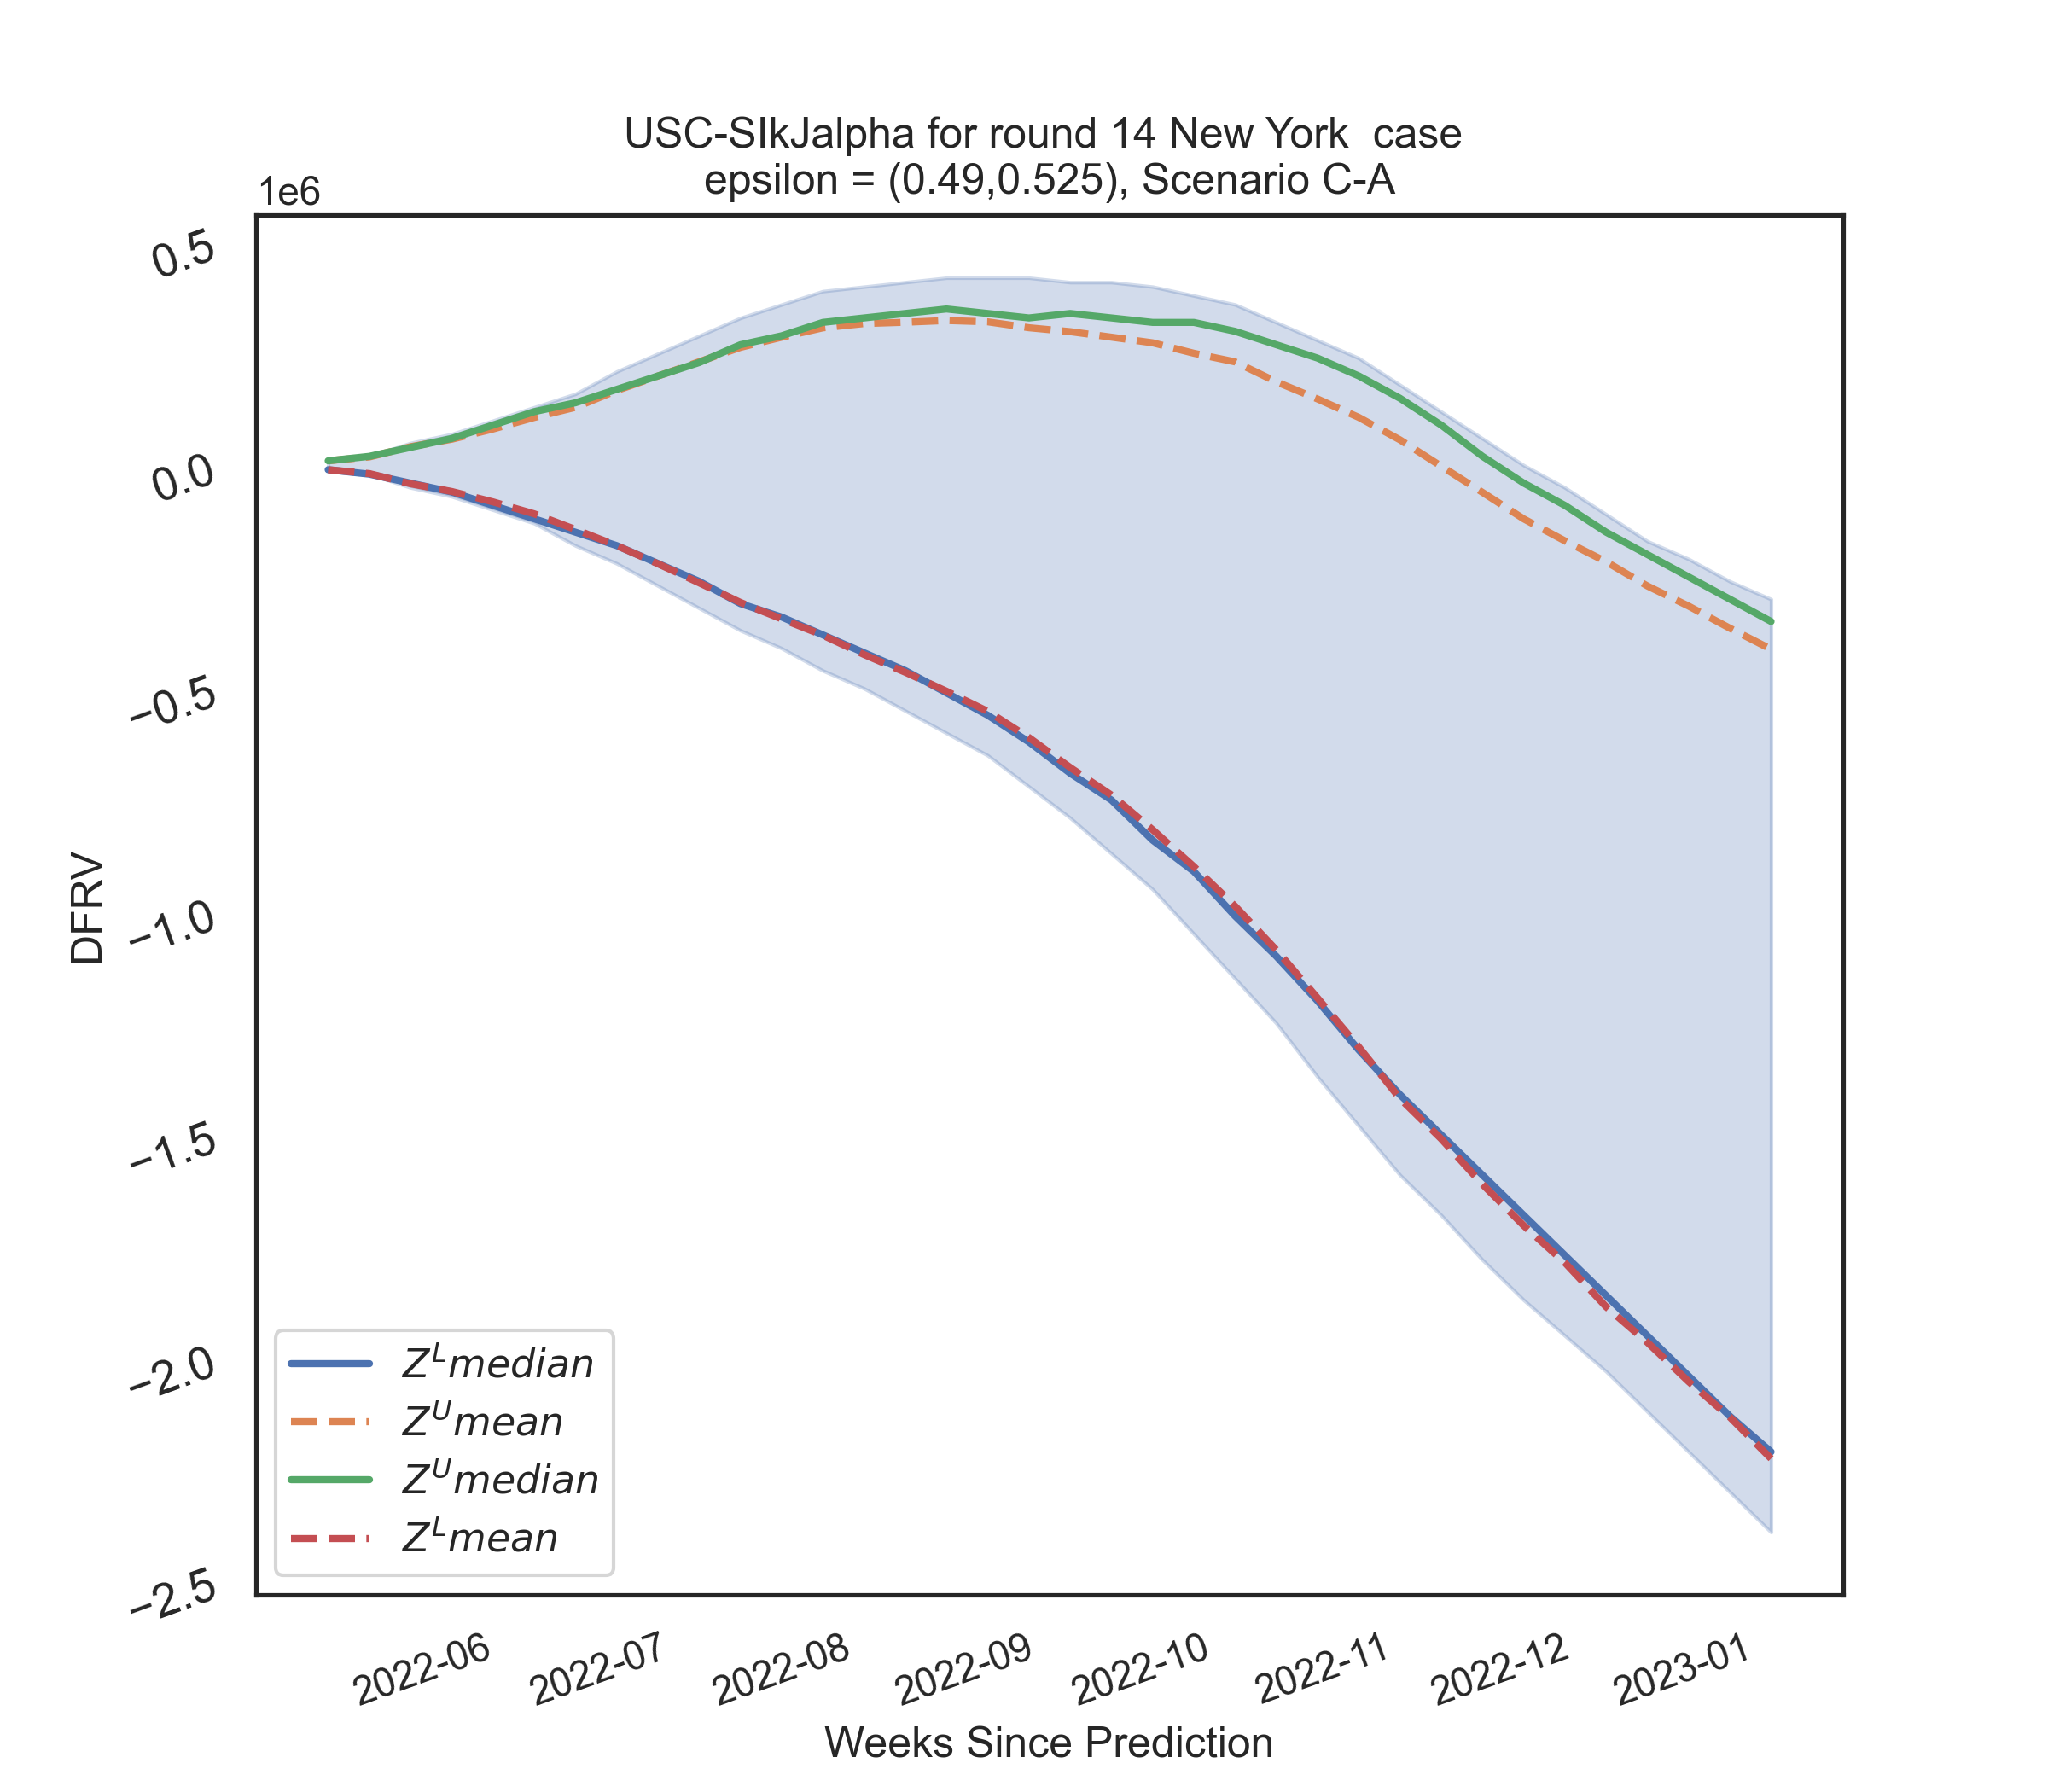 USC-SIkJalpha for round 14 New York  case
epsilon = (0.49,0.525), Scenario C-A
1e6
0.5
0.0
−0.5
−1.0
−1.5
−2.0
−2.5
DFRV
Z^L median
Z^U mean
Z^U median
Z^L mean
2022-06
2022-07
2022-08
2022-09
2022-10
2022-11
2022-12
2023-01
Weeks Since Prediction